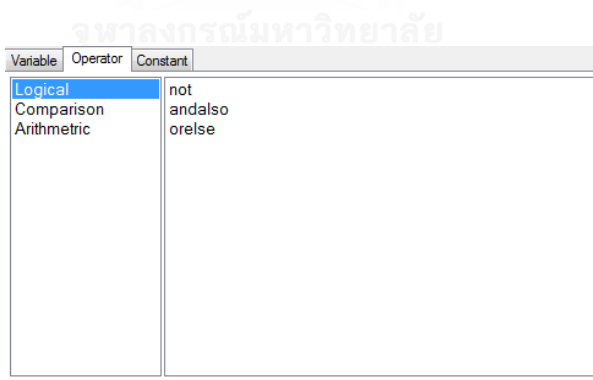 จุฬาลงกรณ์มหาวิทยาลัย
Variable Operator Constant
Logical not
Comparison andalso
Arithmetric orelse